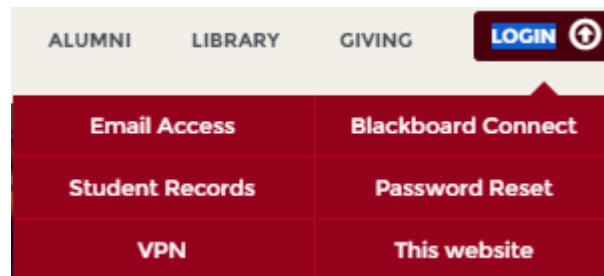 ALUMNI LIBRARY GIVING LOGIN
Email Access Blackboard Connect
Student Records Password Reset
VPN This website